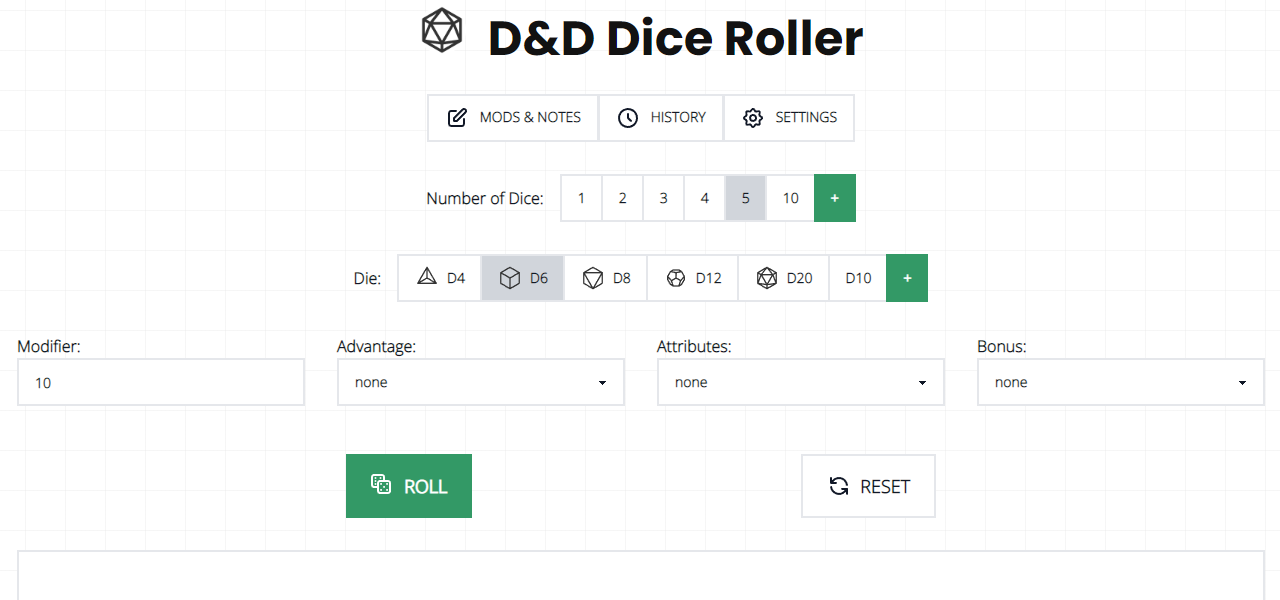 D&D Dice Roller
MODS & NOTES HISTORY SETTINGS
Number of Dice: 1 2 3 4 5 10 +
Die: D4 D6 D8 D12 D20 D10 +
Modifier: Advantage: Attributes: Bonus:
10 none none none
ROLL RESET